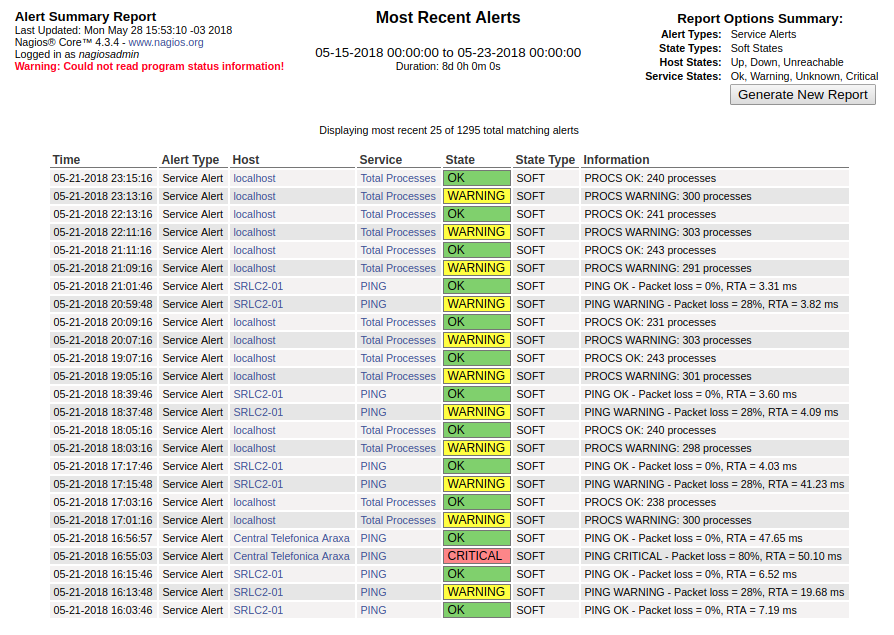 Alert Summary Report
Last Updated: Mon May 28 15:53:10 -03 2018
Nagios® Core™ 4.3.4 - www.nagios.org
Logged in as nagiosadmin
Warning: Could not read program status information!
Most Recent Alerts
05-15-2018 00:00:00 to 05-23-2018 00:00:00
Duration: 8d 0h 0m 0s
Report Options Summary:
Alert Types: Service Alerts
State Types: Soft States
Host States: Up, Down, Unreachable
Service States: Ok, Warning, Unknown, Critical
Generate New Report
Displaying most recent 25 of 1295 total matching alerts
Time Alert Type Host Service State State Type Information
05-21-2018 23:15:16 Service Alert localhost Total Processes OK SOFT PROCS OK: 240 processes
05-21-2018 23:13:16 Service Alert localhost Total Processes WARNING SOFT PROCS WARNING: 300 processes
05-21-2018 22:13:16 Service Alert localhost Total Processes OK SOFT PROCS OK: 241 processes
05-21-2018 22:11:16 Service Alert localhost Total Processes WARNING SOFT PROCS WARNING: 303 processes
05-21-2018 21:11:16 Service Alert localhost Total Processes OK SOFT PROCS OK: 243 processes
05-21-2018 21:09:16 Service Alert localhost Total Processes WARNING SOFT PROCS WARNING: 291 processes
05-21-2018 21:01:46 Service Alert SRLC2-01 PING OK SOFT PING OK - Packet loss = 0%, RTA = 3.31 ms
05-21-2018 20:59:48 Service Alert SRLC2-01 PING WARNING SOFT PING WARNING - Packet loss = 28%, RTA = 3.82 ms
05-21-2018 20:09:16 Service Alert localhost Total Processes OK SOFT PROCS OK: 231 processes
05-21-2018 20:07:16 Service Alert localhost Total Processes WARNING SOFT PROCS WARNING: 303 processes
05-21-2018 19:07:16 Service Alert localhost Total Processes OK SOFT PROCS OK: 243 processes
05-21-2018 19:05:16 Service Alert localhost Total Processes WARNING SOFT PROCS WARNING: 301 processes
05-21-2018 18:39:46 Service Alert SRLC2-01 PING OK SOFT PING OK - Packet loss = 0%, RTA = 3.60 ms
05-21-2018 18:37:48 Service Alert SRLC2-01 PING WARNING SOFT PING WARNING - Packet loss = 28%, RTA = 4.09 ms
05-21-2018 18:05:16 Service Alert localhost Total Processes OK SOFT PROCS OK: 240 processes
05-21-2018 18:03:16 Service Alert localhost Total Processes WARNING SOFT PROCS WARNING: 298 processes
05-21-2018 17:17:46 Service Alert SRLC2-01 PING OK SOFT PING OK - Packet loss = 0%, RTA = 4.03 ms
05-21-2018 17:15:48 Service Alert SRLC2-01 PING WARNING SOFT PING WARNING - Packet loss = 28%, RTA = 41.23 ms
05-21-2018 17:03:16 Service Alert localhost Total Processes OK SOFT PROCS OK: 238 processes
05-21-2018 17:01:16 Service Alert localhost Total Processes WARNING SOFT PROCS WARNING: 300 processes
05-21-2018 16:56:57 Service Alert Central Telefonica Araxa PING OK SOFT PING OK - Packet loss = 0%, RTA = 47.65 ms
05-21-2018 16:55:03 Service Alert Central Telefonica Araxa PING CRITICAL SOFT PING CRITICAL - Packet loss = 80%, RTA = 50.10 ms
05-21-2018 16:15:46 Service Alert SRLC2-01 PING OK SOFT PING OK - Packet loss = 0%, RTA = 6.52 ms
05-21-2018 16:13:48 Service Alert SRLC2-01 PING WARNING SOFT PING WARNING - Packet loss = 28%, RTA = 19.68 ms
05-21-2018 16:03:46 Service Alert SRLC2-01 PING OK SOFT PING OK - Packet loss = 0%, RTA = 7.19 ms